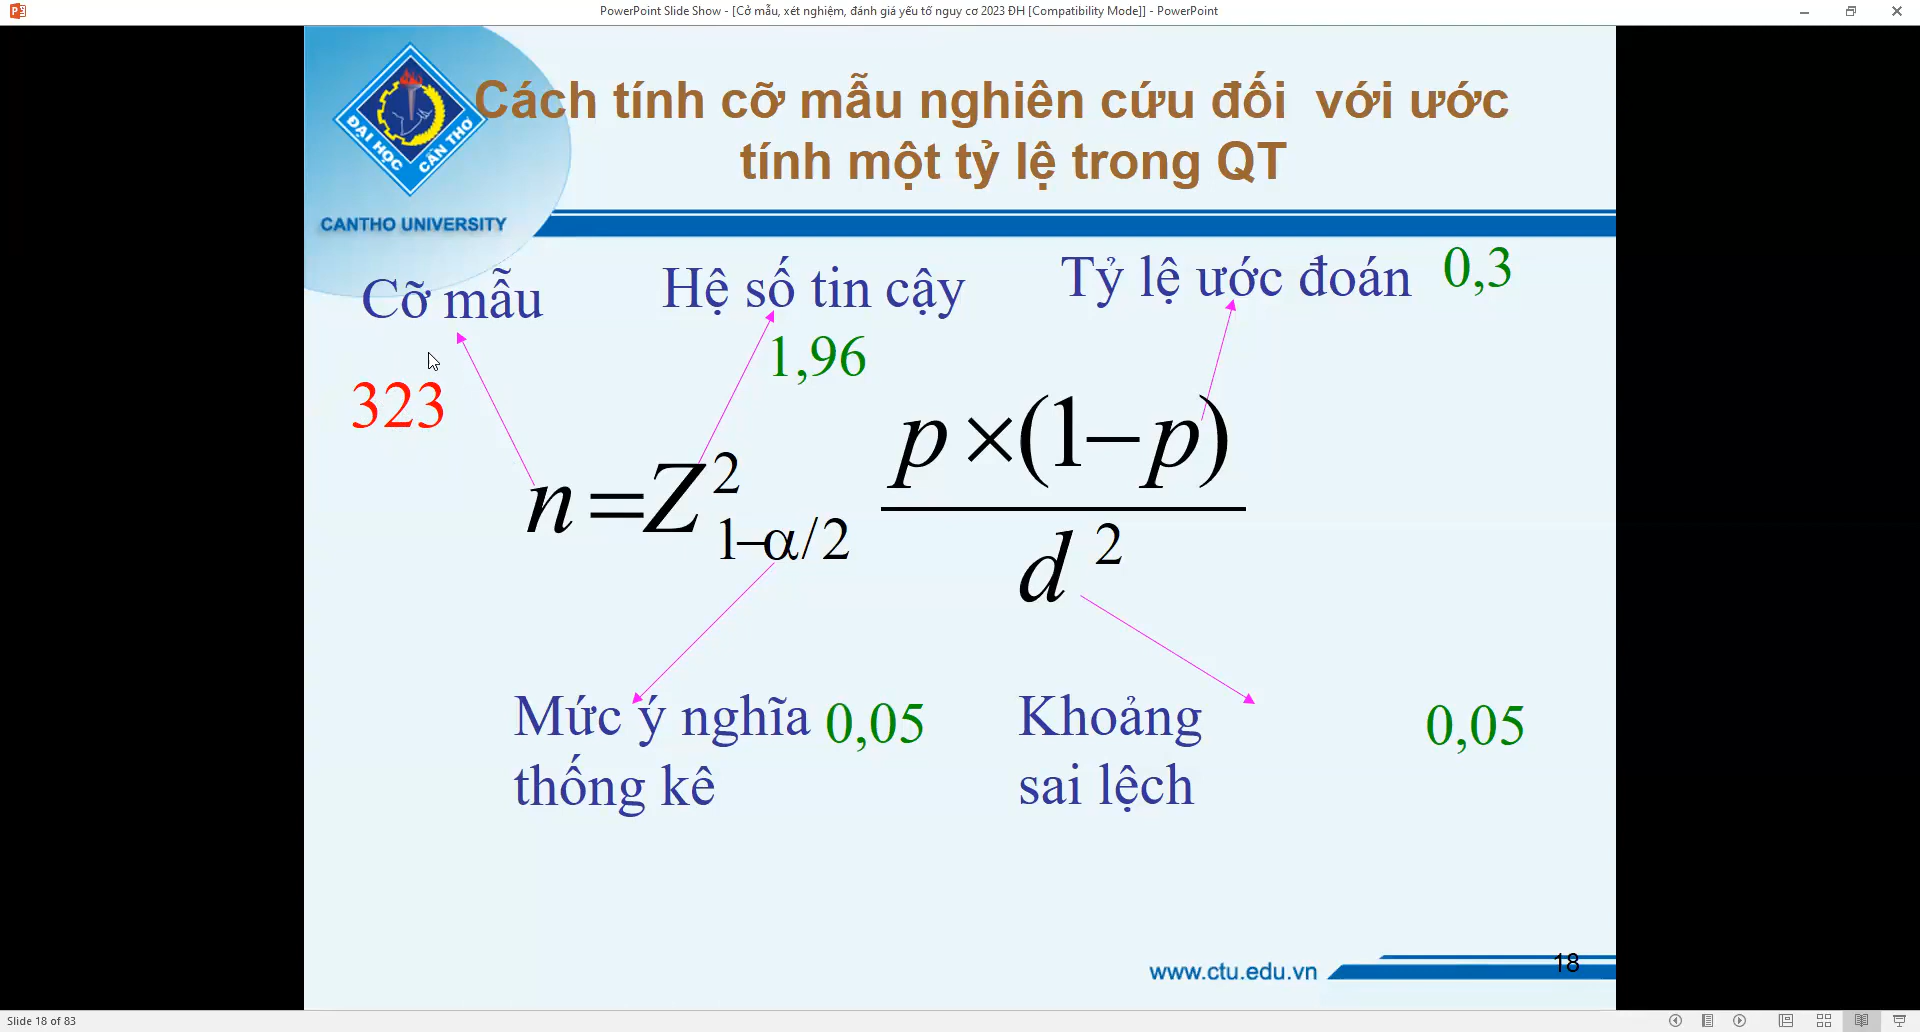 PowerPoint Slide Show - [Cở mẫu, xét nghiệm, đánh giá yếu tố nguy cơ 2023 ĐH [Compatibility Mode]] - PowerPoint
ĐẠI HỌC CẦN THƠ
CANTHO UNIVERSITY
Cách tính cỡ mẫu nghiên cứu đối với ước
tính một tỷ lệ trong QT
Cỡ mẫu
Hệ số tin cậy
Tỷ lệ ước đoán 0,3
323
1,96
n = Z²₁₋α/₂ p×(1−p) / d²
Mức ý nghĩa 0,05
thống kê
Khoảng 0,05
sai lệch
www.ctu.edu.vn
18
Slide 18 of 83